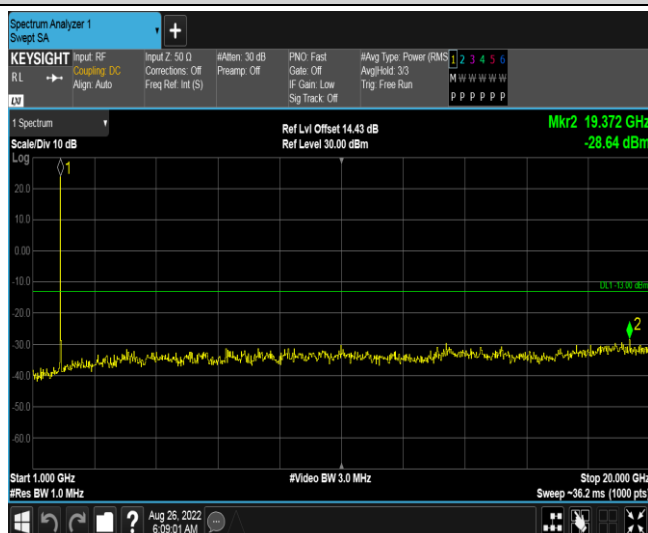 Spectrum Analyzer 1
Swept SA
KEYSIGHT
RL
LXI
Input: RF
Coupling: DC
Align: Auto
Input Z: 50 Ω
Corrections: Off
Freq Ref: Int (S)
#Atten: 30 dB
Preamp: Off
PNO: Fast
Gate: Off
IF Gain: Low
Sig Track: Off
#Avg Type: Power (RMS
Avg|Hold: 3/3
Trig: Free Run
1 2 3 4 5 6
M W W W W W
P P P P P P
1 Spectrum
Scale/Div 10 dB
Log
Ref Lvl Offset 14.43 dB
Ref Level 30.00 dBm
Mkr2 19.372 GHz
-28.64 dBm
1
20.0
10.0
0.00
-10.0
DL1 -13.00 dBm
-20.0
2
-30.0
-40.0
-50.0
-60.0
Start 1.000 GHz
#Res BW 1.0 MHz
#Video BW 3.0 MHz
Stop 20.000 GHz
Sweep ~36.2 ms (1000 pts)
?
Aug 26, 2022
6:09:01 AM